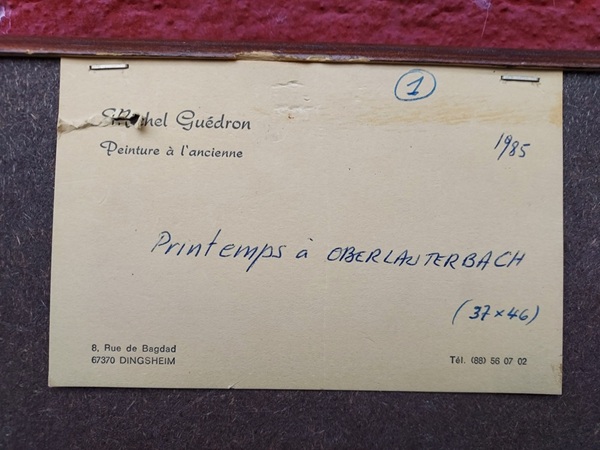 ①
Guédron
1985
Peinture à l'ancienne
Printemps à OBERLAUTERBACH
(37 × 46)
8, Rue de Bagdad
67370 DINGSHEIM
Tél. (88) 56 07 02